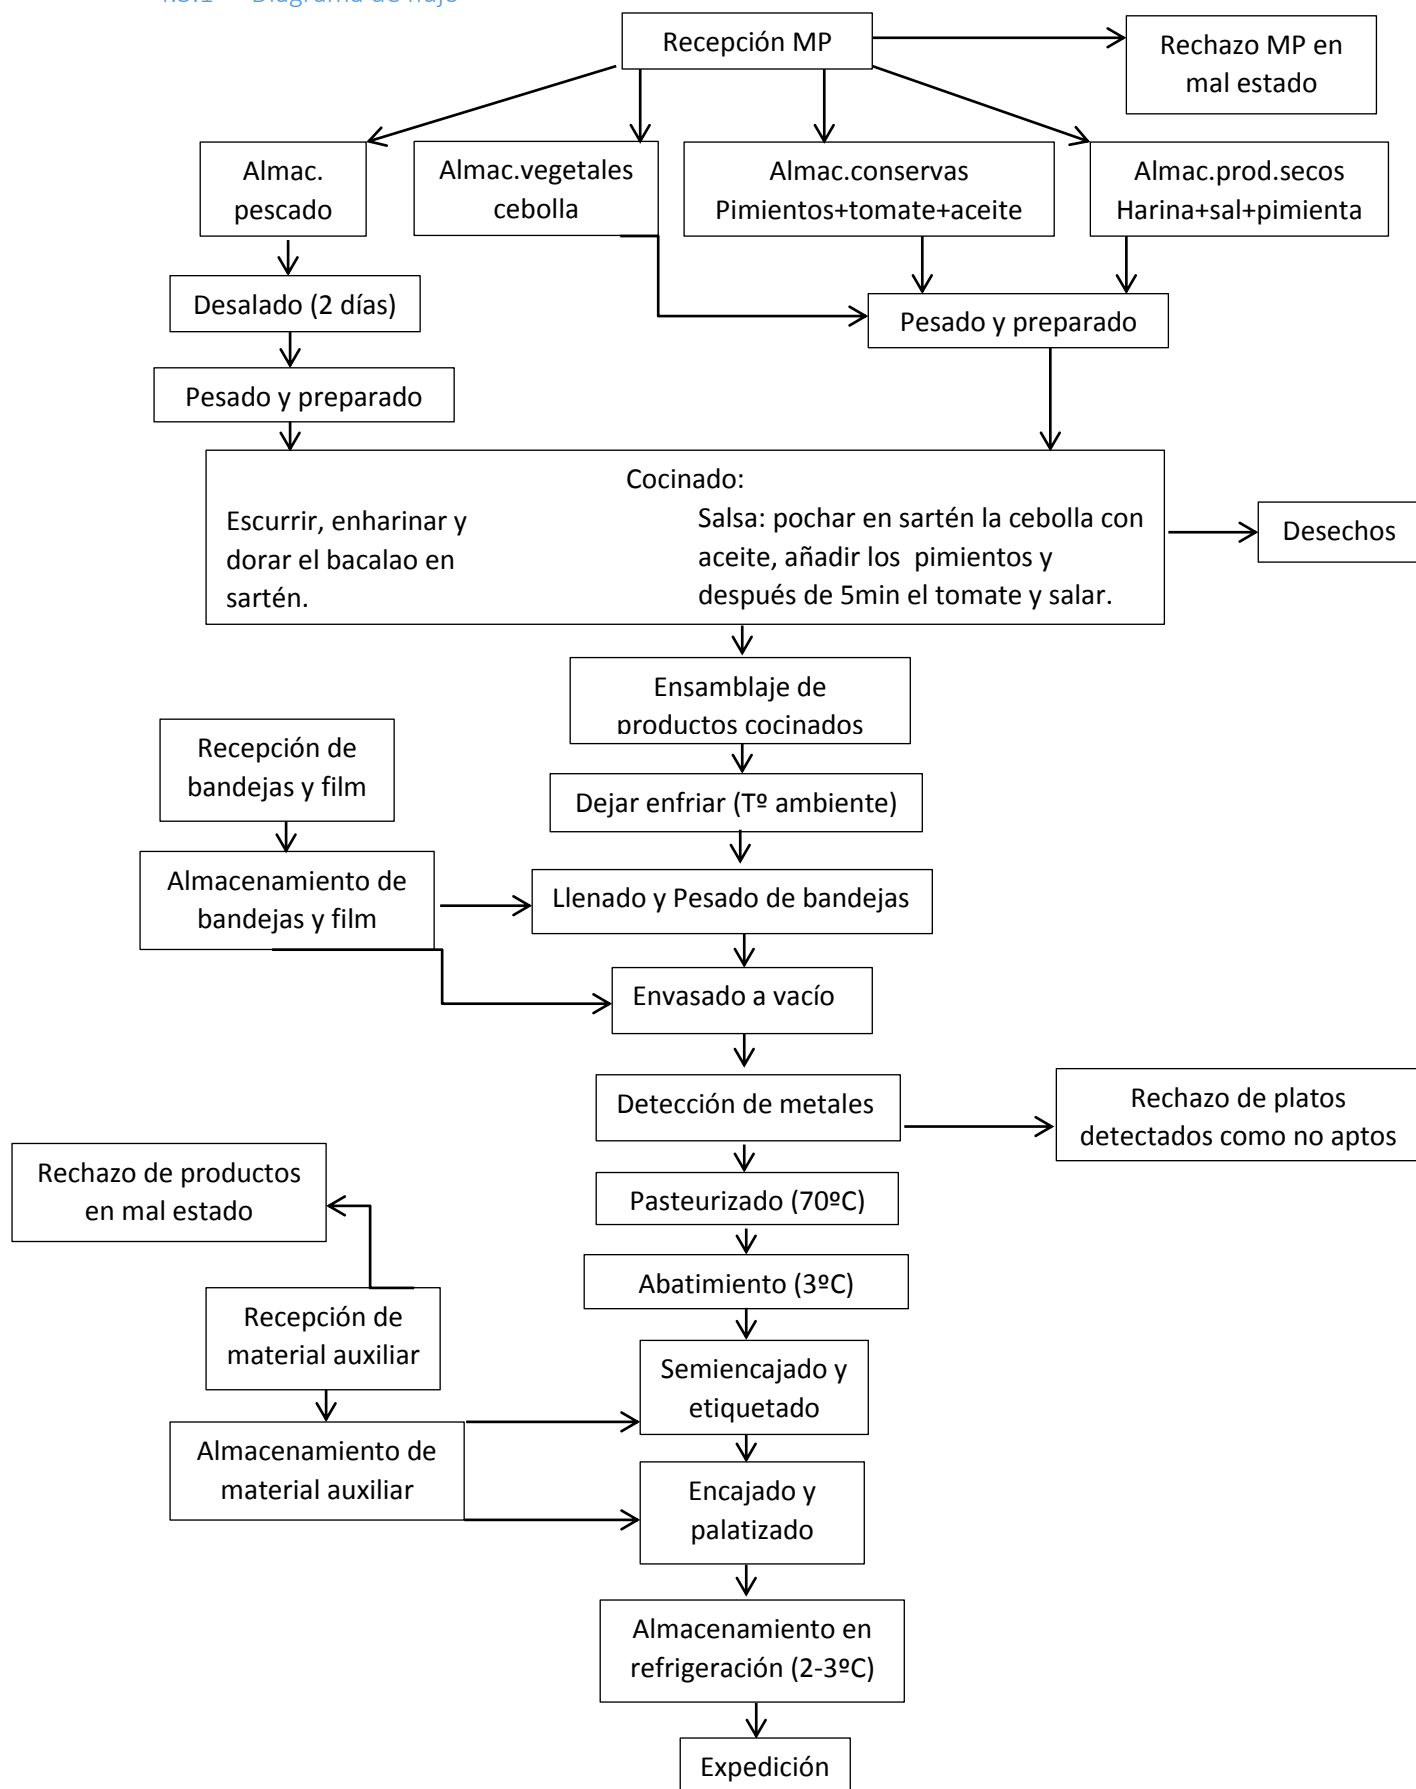 4.3.1 Diagrama de flujo
Recepción MP
Rechazo MP en
mal estado
Almac.
pescado
Almac.vegetales
cebolla
Almac.conservas
Pimientos+tomate+aceite
Almac.prod.secos
Harina+sal+pimienta
Desalado (2 días)
Pesado y preparado
Pesado y preparado
Cocinado:
Escurrir, enharinar y
dorar el bacalao en
sartén.
Salsa: pochar en sartén la cebolla con
aceite, añadir los pimientos y
después de 5min el tomate y salar.
Desechos
Ensamblaje de
productos cocinados
Recepción de
bandejas y film
Dejar enfriar (Tº ambiente)
Almacenamiento de
bandejas y film
Llenado y Pesado de bandejas
Envasado a vacío
Detección de metales
Rechazo de platos
detectados como no aptos
Rechazo de productos
en mal estado
Pasteurizado (70ºC)
Abatimiento (3ºC)
Recepción de
material auxiliar
Semiencajado y
etiquetado
Almacenamiento de
material auxiliar
Encajado y
palatizado
Almacenamiento en
refrigeración (2-3ºC)
Expedición